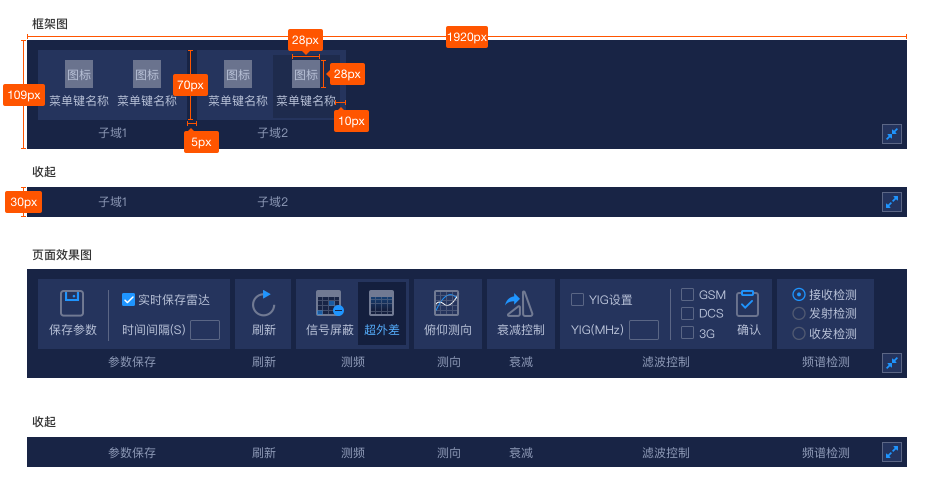 框架图
1920px
28px
图标
图标
图标
图标
28px
70px
109px
菜单键名称
菜单键名称
菜单键名称
菜单键名称
10px
子域1
子域2
5px
收起
30px
子域1
子域2
页面效果图
实时保存雷达
YIG设置
GSM
接收检测
DCS
发射检测
保存参数
时间间隔(S)
刷新
信号屏蔽
超外差
俯仰测向
衰减控制
YIG(MHz)
3G
确认
收发检测
参数保存
刷新
测频
测向
衰减
滤波控制
频谱检测
收起
参数保存
刷新
测频
测向
衰减
滤波控制
频谱检测